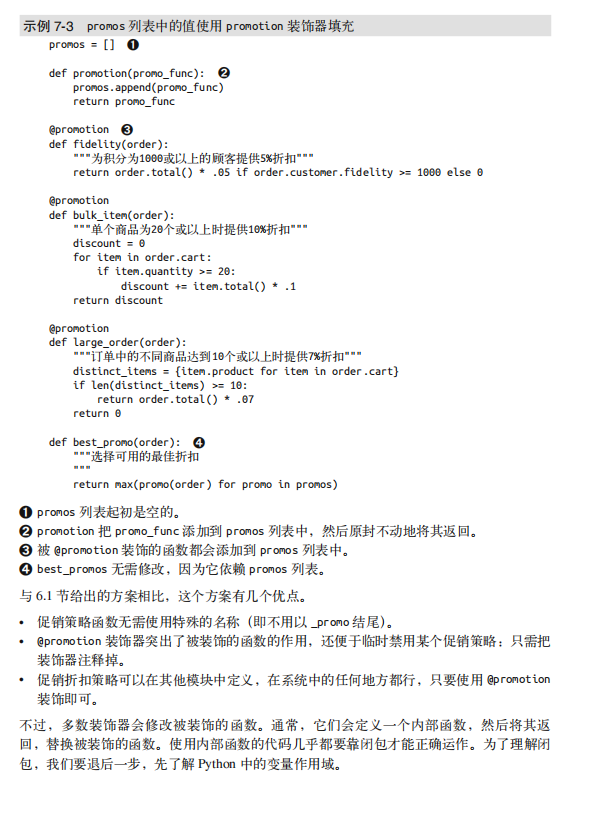 示例 7-3 promos 列表中的值使用 promotion 装饰器填充
promos = [] ❶
def promotion(promo_func): ❷
    promos.append(promo_func)
    return promo_func
@promotion ❸
def fidelity(order):
    """为积分为1000或以上的顾客提供5%折扣"""
    return order.total() * .05 if order.customer.fidelity >= 1000 else 0
@promotion
def bulk_item(order):
    """单个商品为20个或以上时提供10%折扣"""
    discount = 0
    for item in order.cart:
        if item.quantity >= 20:
            discount += item.total() * .1
    return discount
@promotion
def large_order(order):
    """订单中的不同商品达到10个或以上时提供7%折扣"""
    distinct_items = {item.product for item in order.cart}
    if len(distinct_items) >= 10:
        return order.total() * .07
    return 0
def best_promo(order): ❹
    """选择可用的最佳折扣
    """
    return max(promo(order) for promo in promos)
❶ promos 列表起初是空的。
❷ promotion 把 promo_func 添加到 promos 列表中，然后原封不动地将其返回。
❸ 被 @promotion 装饰的函数都会添加到 promos 列表中。
❹ best_promos 无需修改，因为它依赖 promos 列表。
与 6.1 节给出的方案相比，这个方案有几个优点。
• 促销策略函数无需使用特殊的名称（即不用以 _promo 结尾）。
• @promotion 装饰器突出了被装饰的函数的作用，还便于临时禁用某个促销策略：只需把
装饰器注释掉。
• 促销折扣策略可以在其他模块中定义，在系统中的任何地方都行，只要使用 @promotion
装饰即可。
不过，多数装饰器会修改被装饰的函数。通常，它们会定义一个内部函数，然后将其返
回，替换被装饰的函数。使用内部函数的代码几乎都要靠闭包才能正确运作。为了理解闭
包，我们要退后一步，先了解 Python 中的变量作用域。